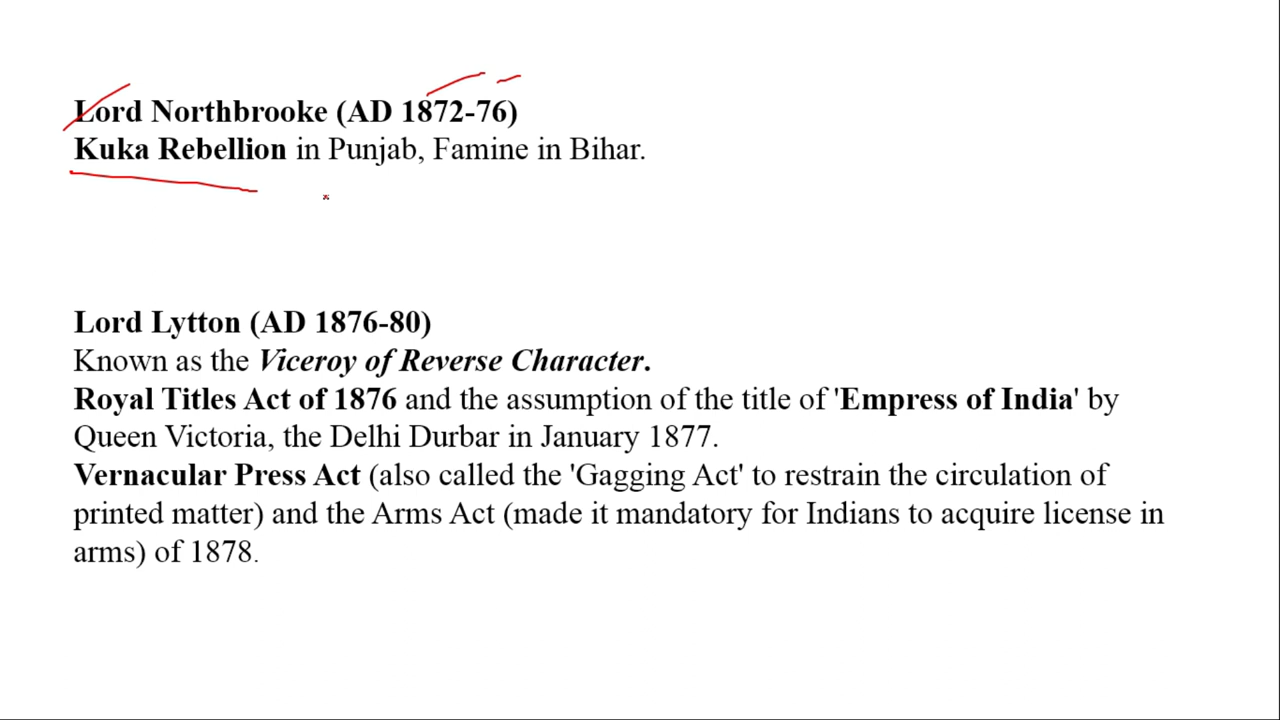 Lord Northbrooke (AD 1872-76)
Kuka Rebellion in Punjab, Famine in Bihar.
Lord Lytton (AD 1876-80)
Known as the Viceroy of Reverse Character.
Royal Titles Act of 1876 and the assumption of the title of 'Empress of India' by
Queen Victoria, the Delhi Durbar in January 1877.
Vernacular Press Act (also called the 'Gagging Act' to restrain the circulation of
printed matter) and the Arms Act (made it mandatory for Indians to acquire license in
arms) of 1878.